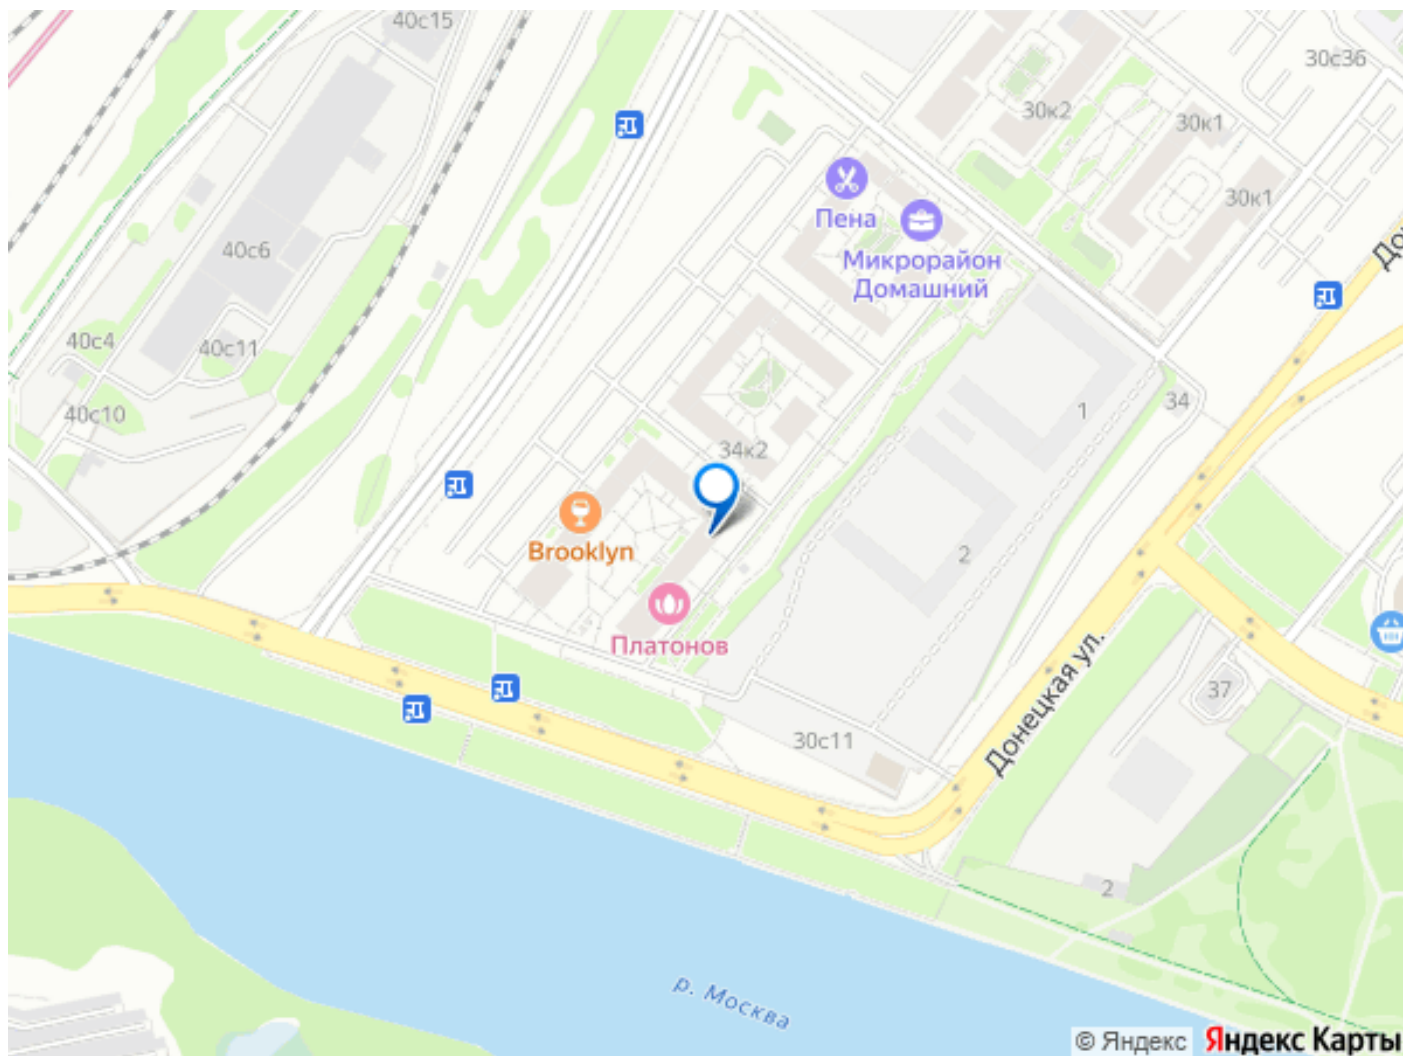 40с15
30с36
30к2
30к1
Пена
30к1
40с6
Микрорайон
Домашний
40с4
40с11
40с10
34
1
34к2
Brooklyn
2
Платонов
Донецкая ул.
37
30с11
2
р. Москва
© Яндекс
Яндекс Карты